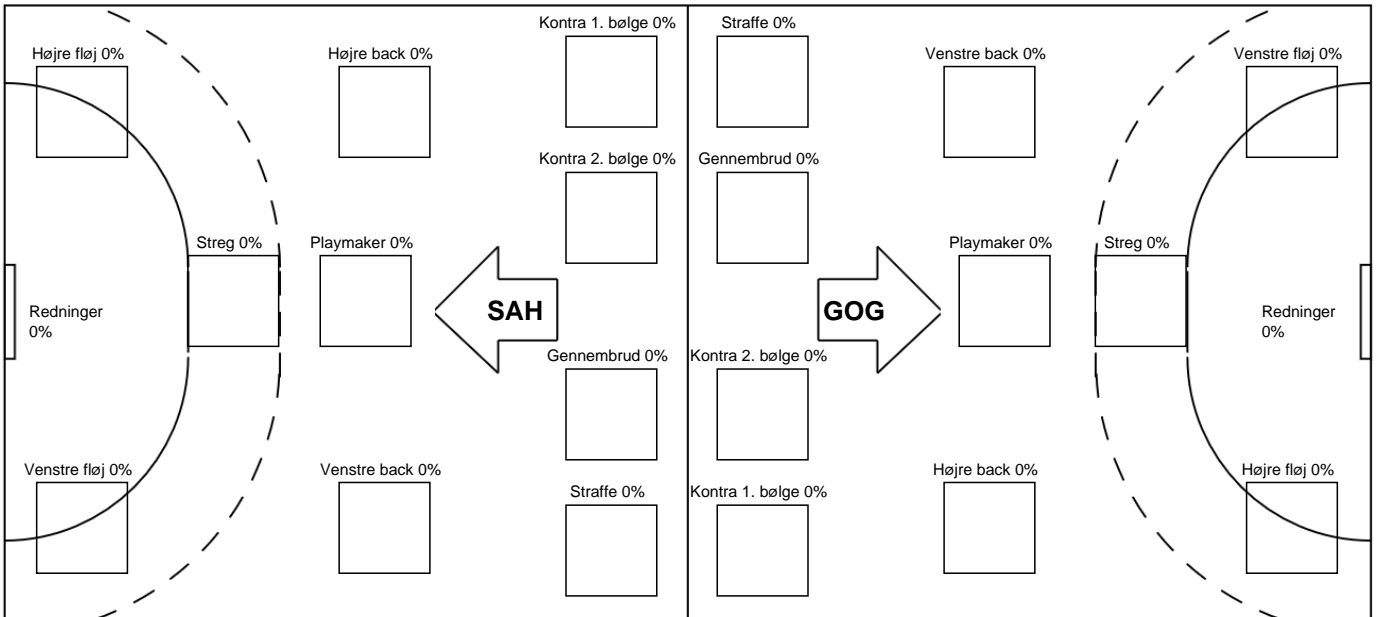 Kontra 1. bølge 0%
Straffe 0%
Højre fløj 0%
Højre back 0%
Venstre back 0%
Venstre fløj 0%
Kontra 2. bølge 0%
Gennembrud 0%
Streg 0%
Playmaker 0%
Playmaker 0%
Streg 0%
Redninger
0%
SAH
GOG
Redninger
0%
Gennembrud 0%
Kontra 2. bølge 0%
Venstre fløj 0%
Venstre back 0%
Højre back 0%
Højre fløj 0%
Straffe 0%
Kontra 1. bølge 0%